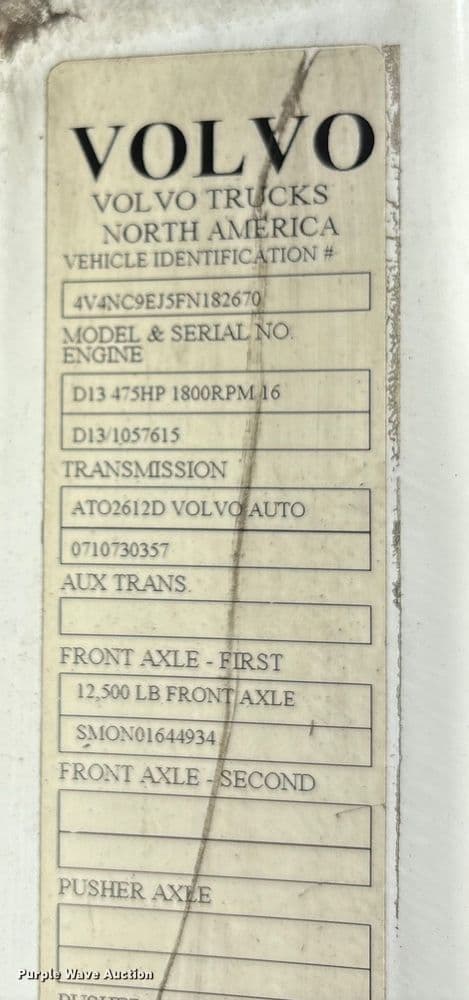 VOLVO
VOLVO TRUCKS
NORTH AMERICA
VEHICLE IDENTIFICATION #
4V4NC9EJ5FN182670
MODEL & SERIAL NO.
ENGINE
D13 475HP 1800RPM 16
D13/1057615
TRANSMISSION
ATO2612D VOLVO AUTO
0710730357
AUX TRANS.
FRONT AXLE - FIRST
12,500 LB FRONT AXLE
SMON01644934
FRONT AXLE - SECOND
PUSHER AXLE
Purple Wave Auction